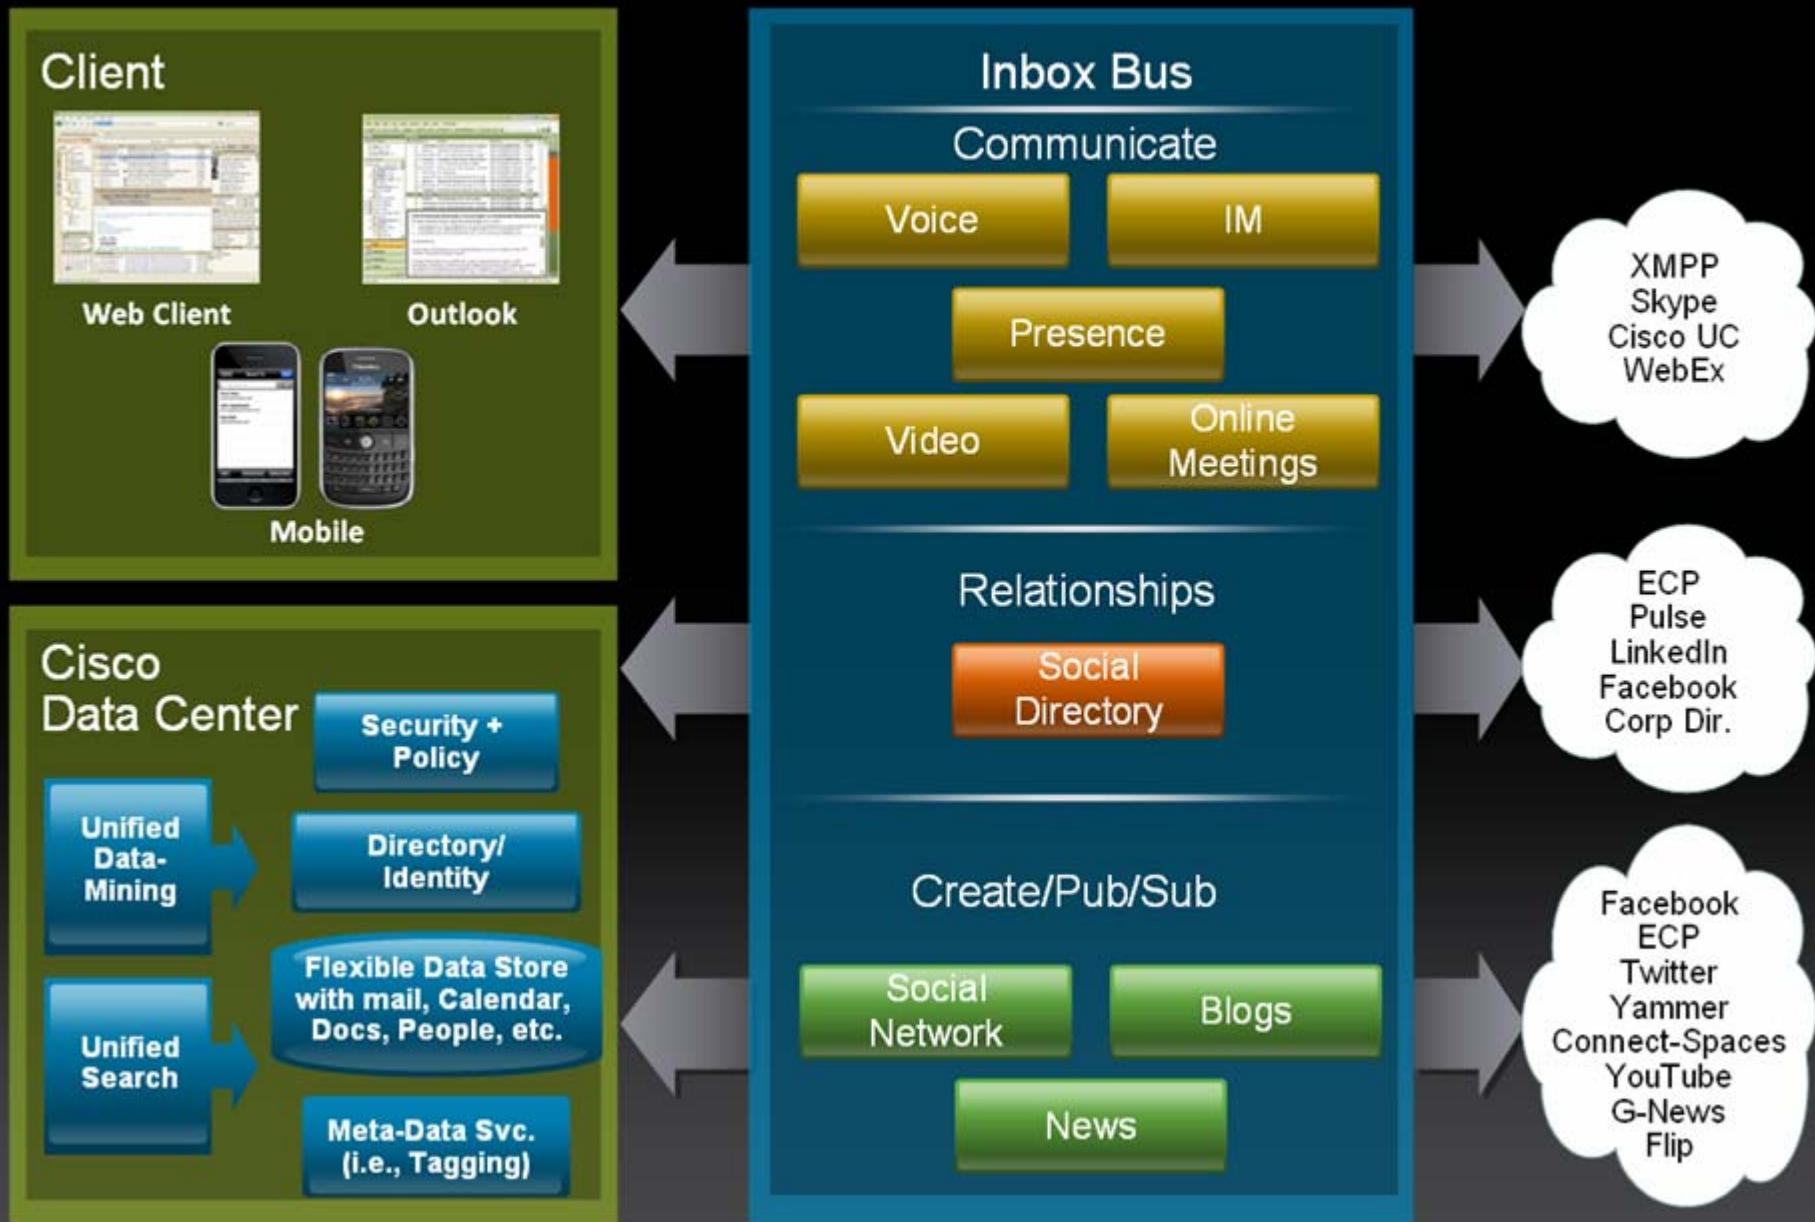 Client
Web Client
Outlook
Mobile
Cisco
Data Center
Security +
Policy
Unified
Data-
Mining
Directory/
Identity
Flexible Data Store
with mail, Calendar,
Docs, People, etc.
Unified
Search
Meta-Data Svc.
(i.e., Tagging)
Inbox Bus
Communicate
Voice
IM
Presence
Video
Online
Meetings
Relationships
Social
Directory
Create/Pub/Sub
Social
Network
Blogs
News
XMPP
Skype
Cisco UC
WebEx
ECP
Pulse
LinkedIn
Facebook
Corp Dir.
Facebook
ECP
Twitter
Yammer
Connect-Spaces
YouTube
G-News
Flip